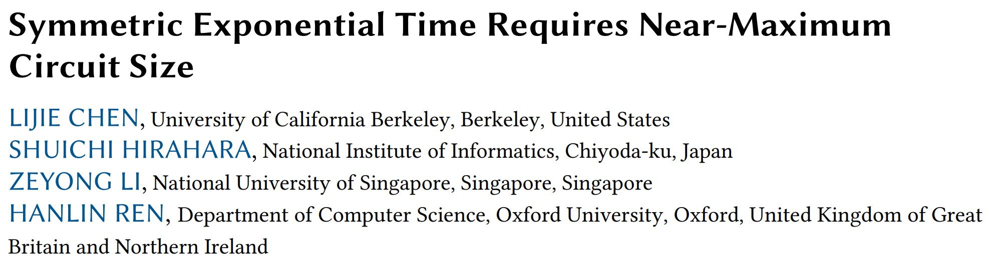 Symmetric Exponential Time Requires Near-Maximum
Circuit Size
LIJIE CHEN, University of California Berkeley, Berkeley, United States
SHUICHI HIRAHARA, National Institute of Informatics, Chiyoda-ku, Japan
ZEYONG LI, National University of Singapore, Singapore, Singapore
HANLIN REN, Department of Computer Science, Oxford University, Oxford, United Kingdom of Great
Britain and Northern Ireland